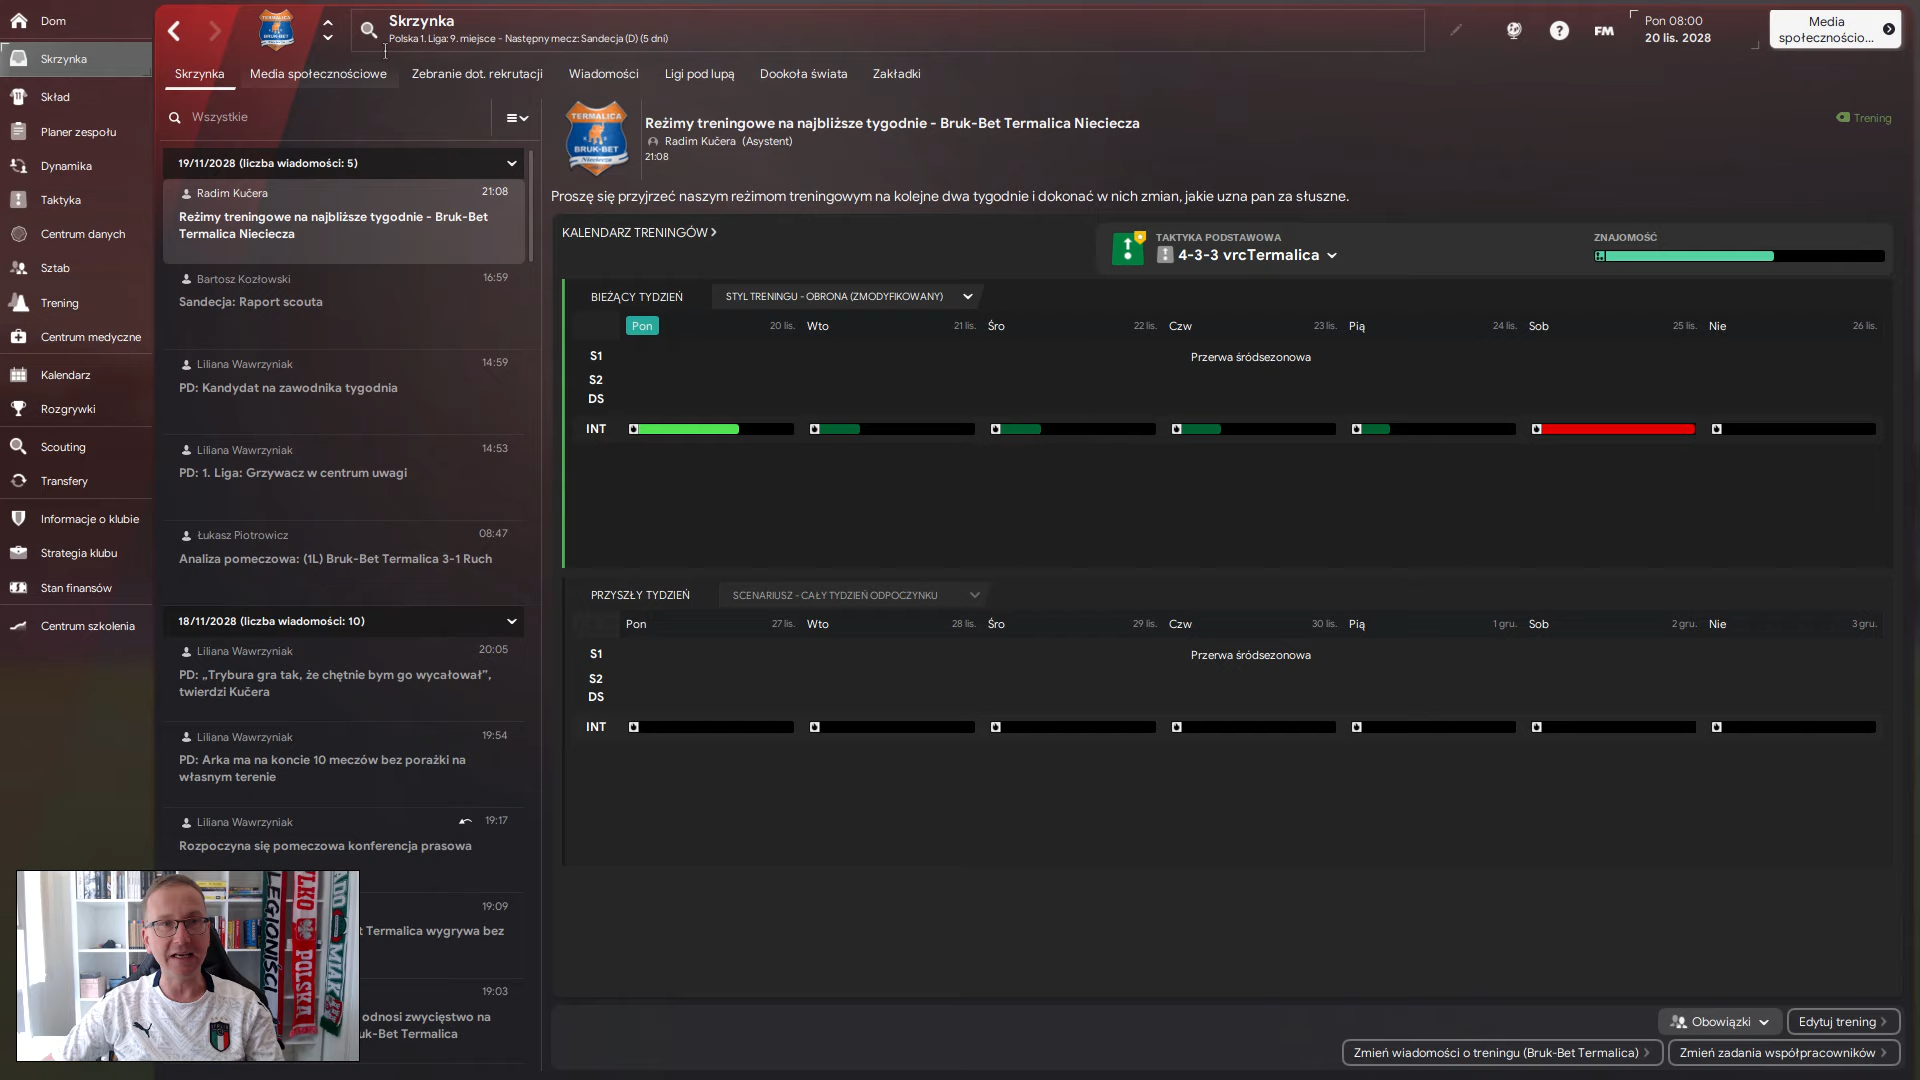 Dom
Skrzynka
Skład
Planer zespołu
Dynamika
Taktyka
Centrum danych
Sztab
Trening
Centrum medyczne
Kalendarz
Rozgrywki
Scouting
Transfery
Informacje o klubie
Strategia klubu
Stan finansów
Centrum szkolenia
TERMALICA
BRUK-BET
Skrzynka
Polska 1. Liga: 9. miejsce - Następny mecz: Sandecja (D) (5 dni)
FM
Pon 08:00
20 lis. 2028
Media
społecznościo...
Skrzynka
Media społecznościowe
Zebranie dot. rekrutacji
Wiadomości
Ligi pod lupą
Dookoła świata
Zakładki
Wszystkie
19/11/2028 (liczba wiadomości: 5)
Radim Kučera 21:08
Reżimy treningowe na najbliższe tygodnie - Bruk-Bet
Termalica Nieciecza
Bartosz Kozłowski 16:59
Sandecja: Raport scouta
Liliana Wawrzyniak 14:59
PD: Kandydat na zawodnika tygodnia
Liliana Wawrzyniak 14:53
PD: 1. Liga: Grzywacz w centrum uwagi
Łukasz Piotrowicz 08:47
Analiza pomeczowa: (1L) Bruk-Bet Termalica 3-1 Ruch
18/11/2028 (liczba wiadomości: 10)
Liliana Wawrzyniak 20:05
PD: „Trybura gra tak, że chętnie bym go wycałował”,
twierdzi Kučera
Liliana Wawrzyniak 19:54
PD: Arka ma na koncie 10 meczów bez porażki na
własnym terenie
Liliana Wawrzyniak 19:17
Rozpoczyna się pomeczowa konferencja prasowa
19:09
t Termalica wygrywa bez
19:03
odnosi zwycięstwo na
uk-Bet Termalica
LEGIONIŚCI
POLSKA
TERMALICA
BRUK-BET
Nieciecza
Reżimy treningowe na najbliższe tygodnie - Bruk-Bet Termalica Nieciecza
Radim Kučera (Asystent)
21:08
Trening
Proszę się przyjrzeć naszym reżimom treningowym na kolejne dwa tygodnie i dokonać w nich zmian, jakie uzna pan za słuszne.
KALENDARZ TRENINGÓW
TAKTYKA PODSTAWOWA
4-3-3 vrcTermalica
ZNAJOMOŚĆ
BIEŻĄCY TYDZIEŃ
STYL TRENINGU - OBRONA (ZMODYFIKOWANY)
Pon 20 lis. Wto 21 lis. Śro 22 lis. Czw 23 lis. Pią 24 lis. Sob 25 lis. Nie 26 lis.
S1
Przerwa śródsezonowa
S2
DS
INT
PRZYSZŁY TYDZIEŃ
SCENARIUSZ - CAŁY TYDZIEŃ ODPOCZYNKU
Pon 27 lis. Wto 28 lis. Śro 29 lis. Czw 30 lis. Pią 1 gru. Sob 2 gru. Nie 3 gru.
S1
Przerwa śródsezonowa
S2
DS
INT
Obowiązki
Edytuj trening
Zmień wiadomości o treningu (Bruk-Bet Termalica)
Zmień zadania współpracowników